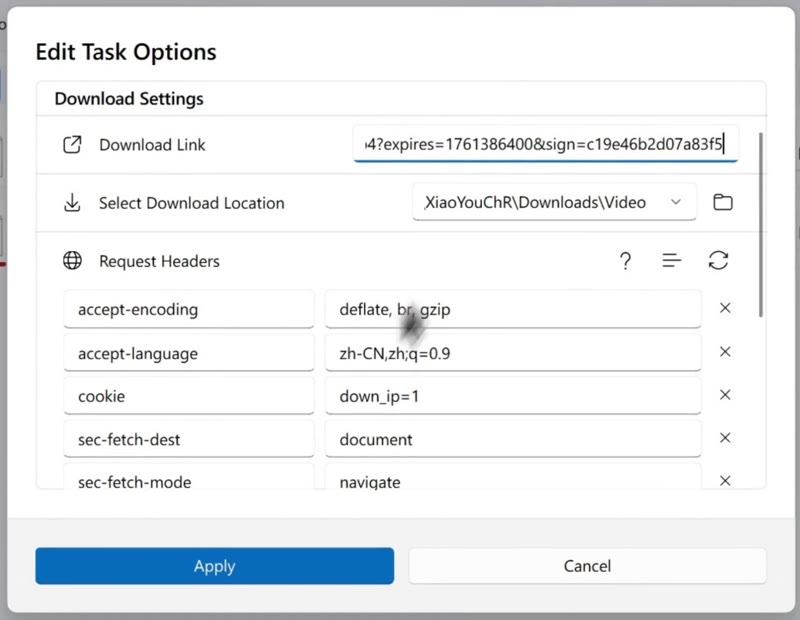 Edit Task Options
Download Settings
Download Link
4?expires=1761386400&sign=c19e46b2d07a83f5
Select Download Location
XiaoYouChR\Downloads\Video
Request Headers
?
accept-encoding
deflate, br, gzip
accept-language
zh-CN,zh;q=0.9
cookie
down_ip=1
sec-fetch-dest
document
sec-fetch-mode
navigate
Apply
Cancel